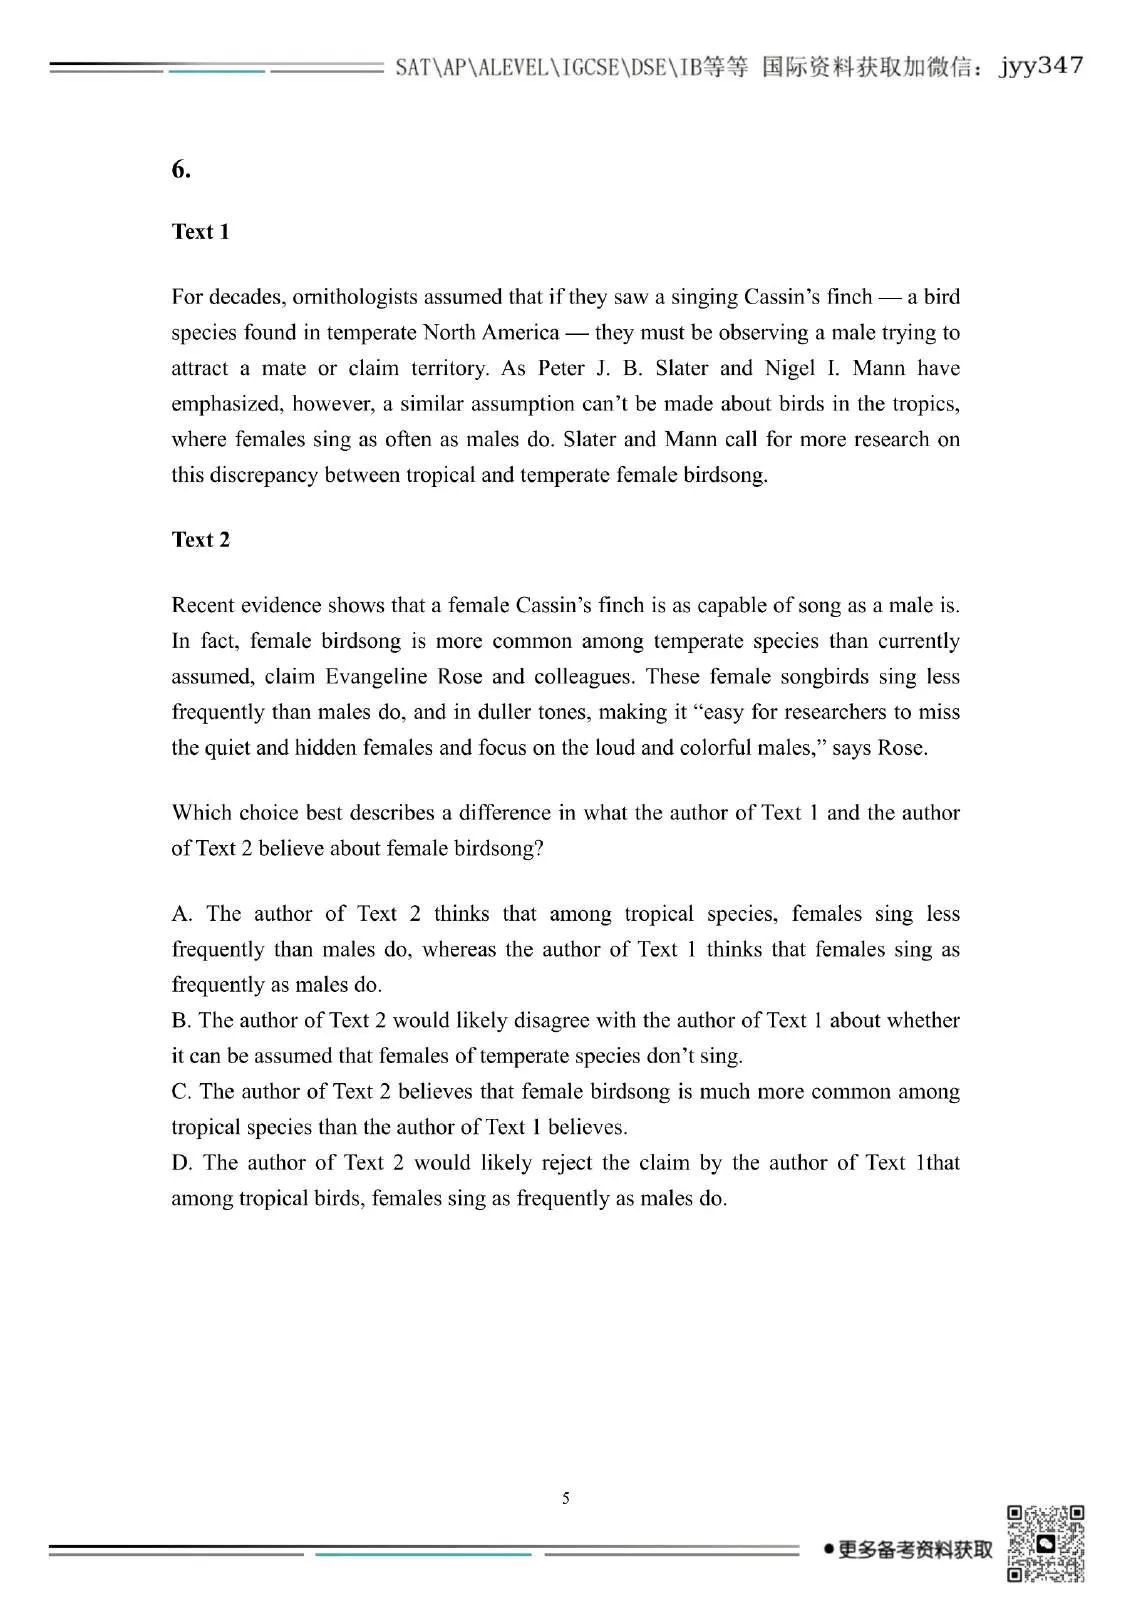 SAT\AP\ALEVEL\IGCSE\DSE\IB等等 国际资料获取加微信：jyy347
6.
Text 1
For decades, ornithologists assumed that if they saw a singing Cassin’s finch — a bird
species found in temperate North America — they must be observing a male trying to
attract a mate or claim territory. As Peter J. B. Slater and Nigel I. Mann have
emphasized, however, a similar assumption can’t be made about birds in the tropics,
where females sing as often as males do. Slater and Mann call for more research on
this discrepancy between tropical and temperate female birdsong.
Text 2
Recent evidence shows that a female Cassin’s finch is as capable of song as a male is.
In fact, female birdsong is more common among temperate species than currently
assumed, claim Evangeline Rose and colleagues. These female songbirds sing less
frequently than males do, and in duller tones, making it “easy for researchers to miss
the quiet and hidden females and focus on the loud and colorful males,” says Rose.
Which choice best describes a difference in what the author of Text 1 and the author
of Text 2 believe about female birdsong?
A. The author of Text 2 thinks that among tropical species, females sing less
frequently than males do, whereas the author of Text 1 thinks that females sing as
frequently as males do.
B. The author of Text 2 would likely disagree with the author of Text 1 about whether
it can be assumed that females of temperate species don’t sing.
C. The author of Text 2 believes that female birdsong is much more common among
tropical species than the author of Text 1 believes.
D. The author of Text 2 would likely reject the claim by the author of Text 1that
among tropical birds, females sing as frequently as males do.
5
●更多备考资料获取